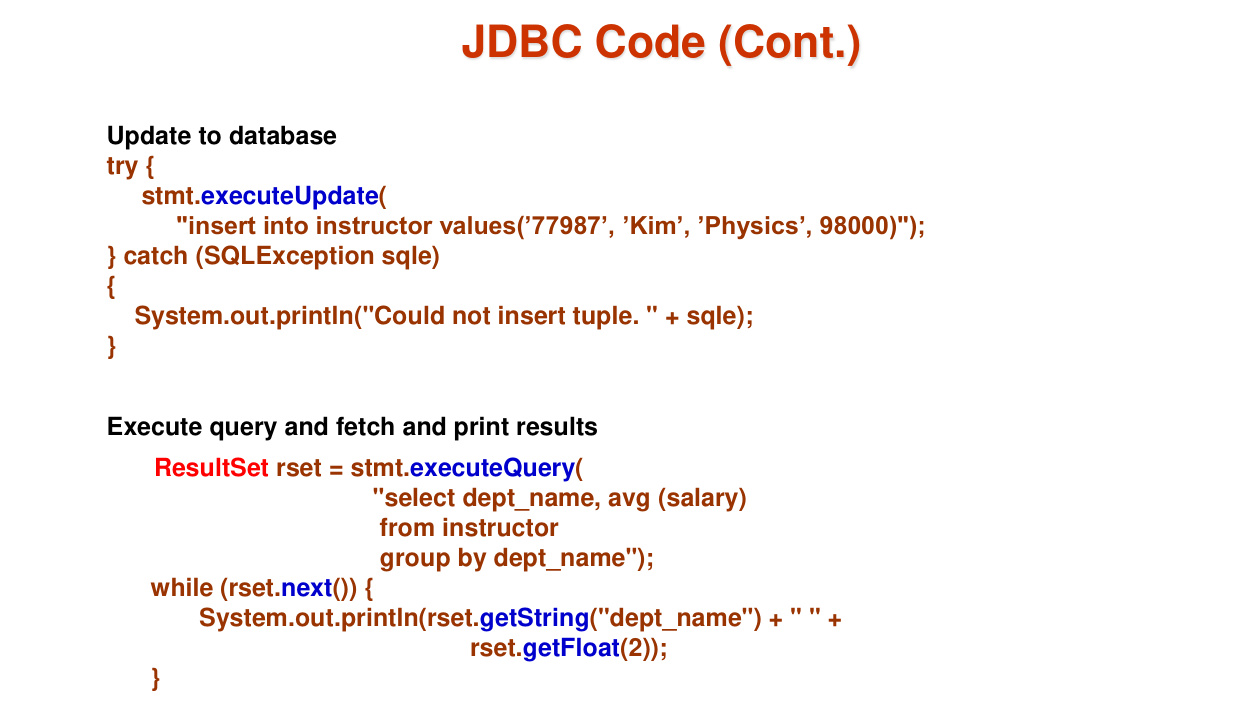 JDBC Code (Cont.)
Update to database
try {
stmt.executeUpdate(
"insert into instructor values(’77987’, ’Kim’, ’Physics’, 98000)");
} catch (SQLException sqle)
{
System.out.println("Could not insert tuple. " + sqle);
}
Execute query and fetch and print results
ResultSet rset = stmt.executeQuery(
"select dept_name, avg (salary)
from instructor
group by dept_name");
while (rset.next()) {
System.out.println(rset.getString("dept_name") + " " +
rset.getFloat(2));
}